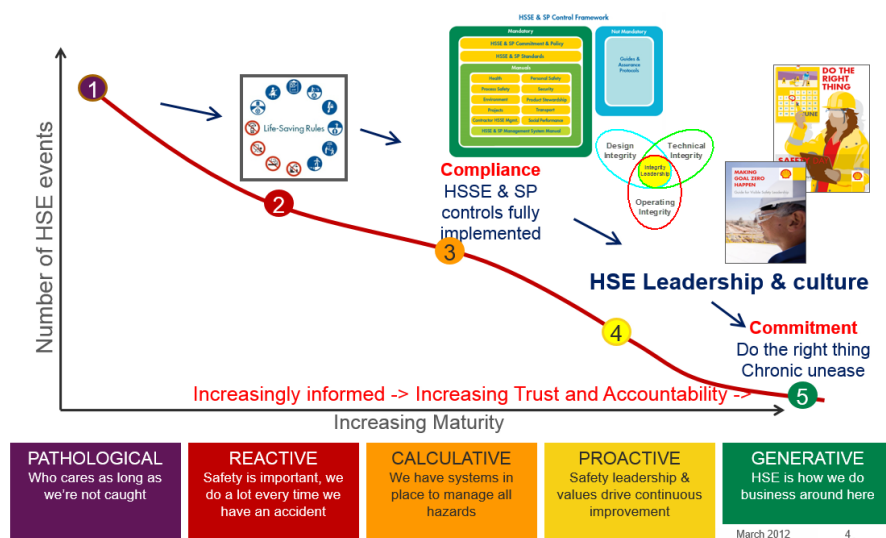 HSSE & SP Control Framework
Mandatory
HSSE & SP Commitment & Policy
HSSE & SP Standards
Manuals
Health
Personal Safety
Process Safety
Security
Environment
Product Stewardship
Projects
Transport
Contractor HSSE Mgmt.
Social Performance
HSSE & SP Management System Manual
Not Mandatory
Guides &
Assurance
Protocols
Number of HSE events
1
Life-Saving Rules
2
Compliance
HSSE & SP
controls fully
implemented
3
Design
Integrity
Technical
Integrity
Integrity
Leadership
Operating
Integrity
DO THE
RIGHT
THING
MAKING
GOAL ZERO
HAPPEN
HSE Leadership & culture
4
Commitment
Do the right thing
Chronic unease
5
Increasingly informed -> Increasing Trust and Accountability ->
Increasing Maturity
PATHOLOGICAL
Who cares as long as
we're not caught
REACTIVE
Safety is important, we
do a lot every time we
have an accident
CALCULATIVE
We have systems in
place to manage all
hazards
PROACTIVE
Safety leadership &
values drive continuous
improvement
GENERATIVE
HSE is how we do
business around here
March 2012 4